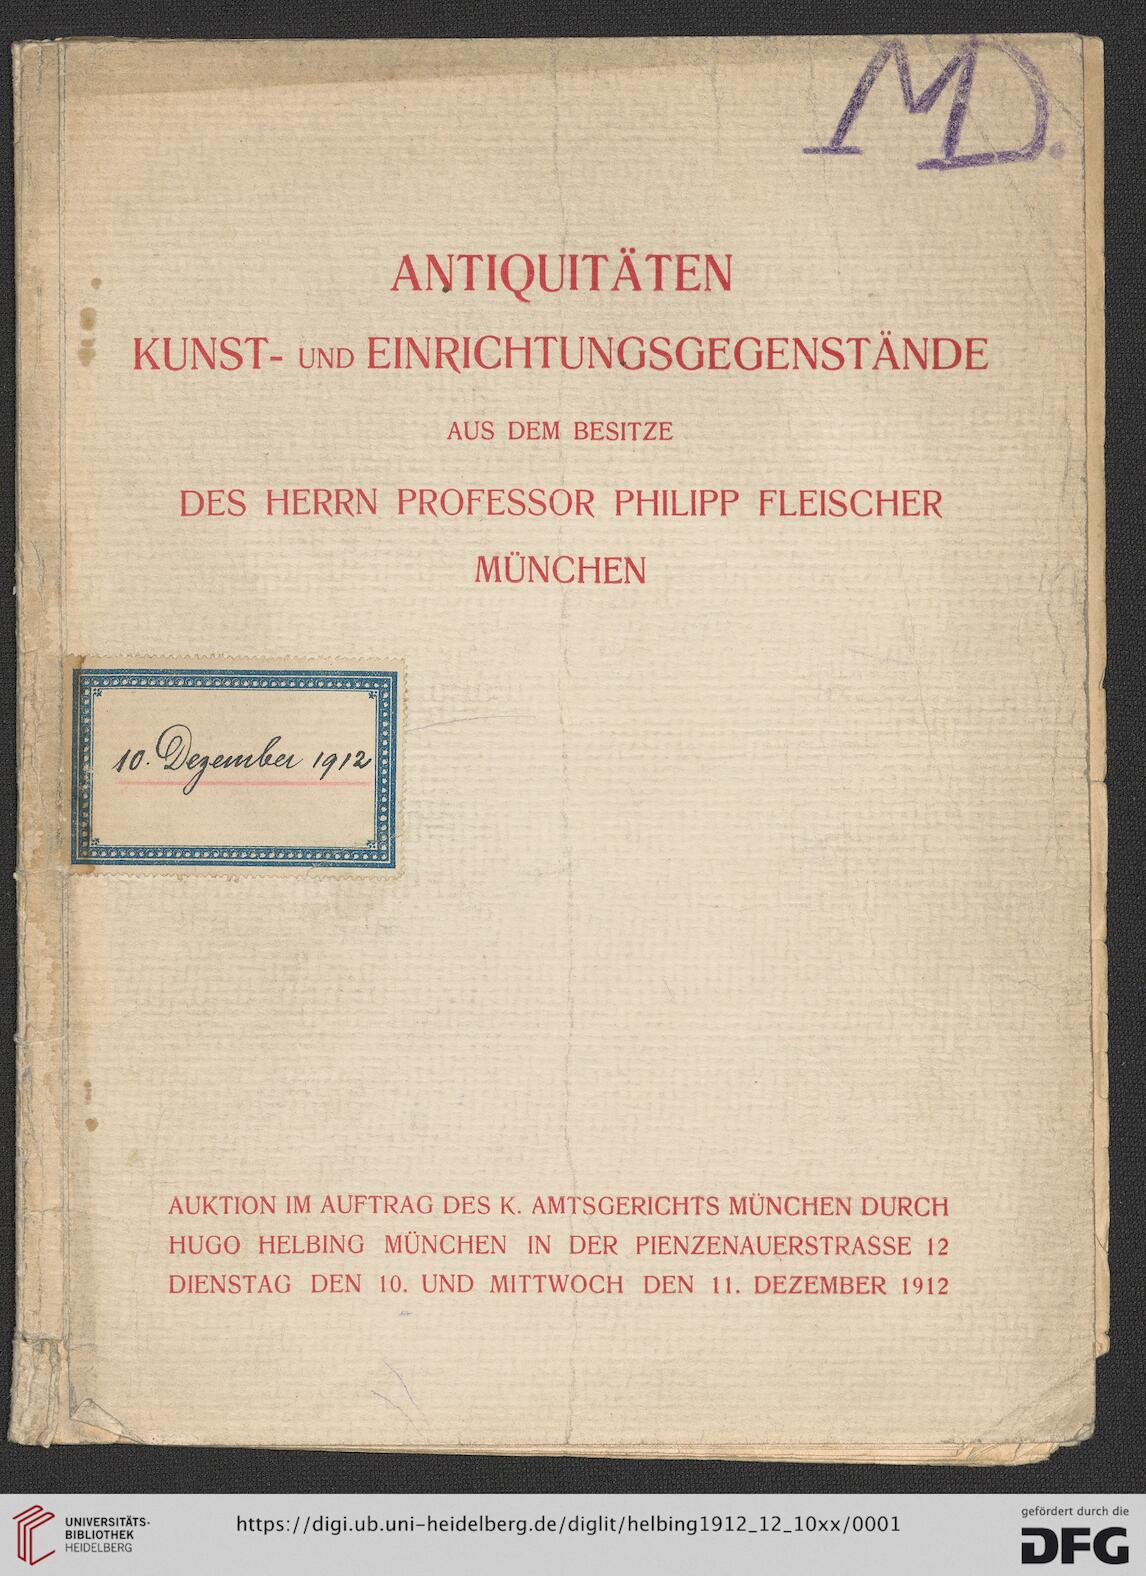 MD.
ANTIQUITÄTEN
KUNST- UND EINRICHTUNGSGEGENSTÄNDE
AUS DEM BESITZE
DES HERRN PROFESSOR PHILIPP FLEISCHER
MÜNCHEN
10. Dezember 1912
AUKTION IM AUFTRAG DES K. AMTSGERICHTS MÜNCHEN DURCH
HUGO HELBING MÜNCHEN IN DER PIENZENAUERSTRASSE 12
DIENSTAG DEN 10. UND MITTWOCH DEN 11. DEZEMBER 1912
UNIVERSITÄTS-
BIBLIOTHEK
HEIDELBERG
https://digi.ub.uni-heidelberg.de/diglit/helbing1912_12_10xx/0001
gefördert durch die
DFG